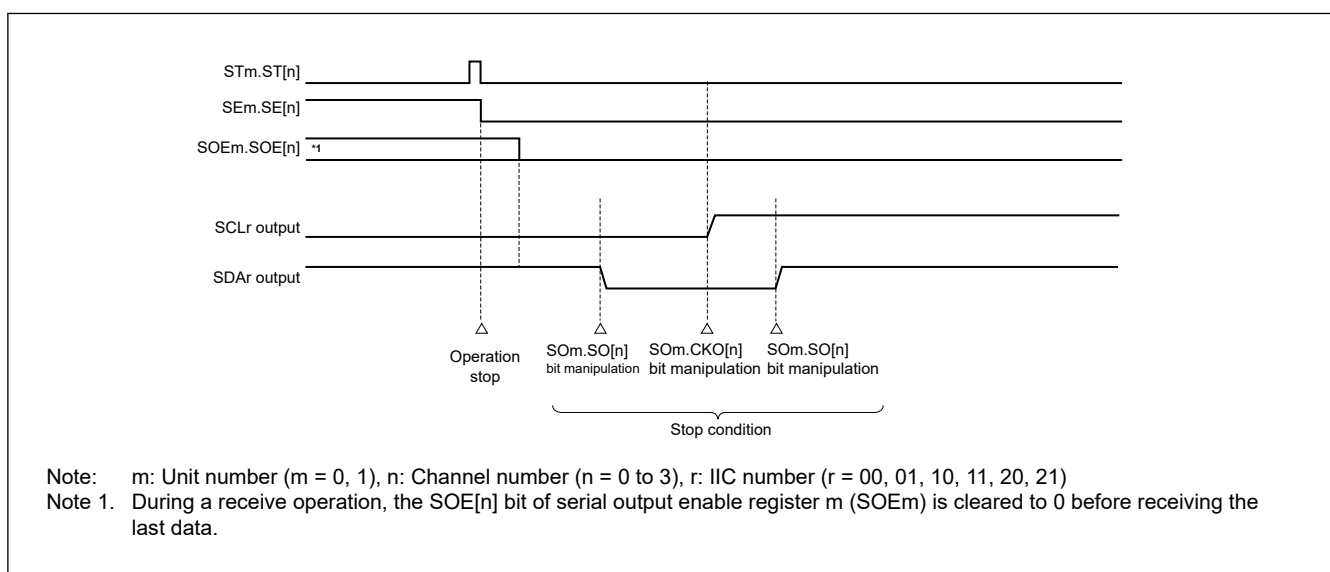 STm.ST[n]
SEm.SE[n]
SOEm.SOE[n] *1
SCLr output
SDAr output
Operation
stop
SOm.SO[n]
bit manipulation
SOm.CKO[n]
bit manipulation
SOm.SO[n]
bit manipulation
Stop condition
Note: m: Unit number (m = 0, 1), n: Channel number (n = 0 to 3), r: IIC number (r = 00, 01, 10, 11, 20, 21)
Note 1. During a receive operation, the SOE[n] bit of serial output enable register m (SOEm) is cleared to 0 before receiving the
last data.